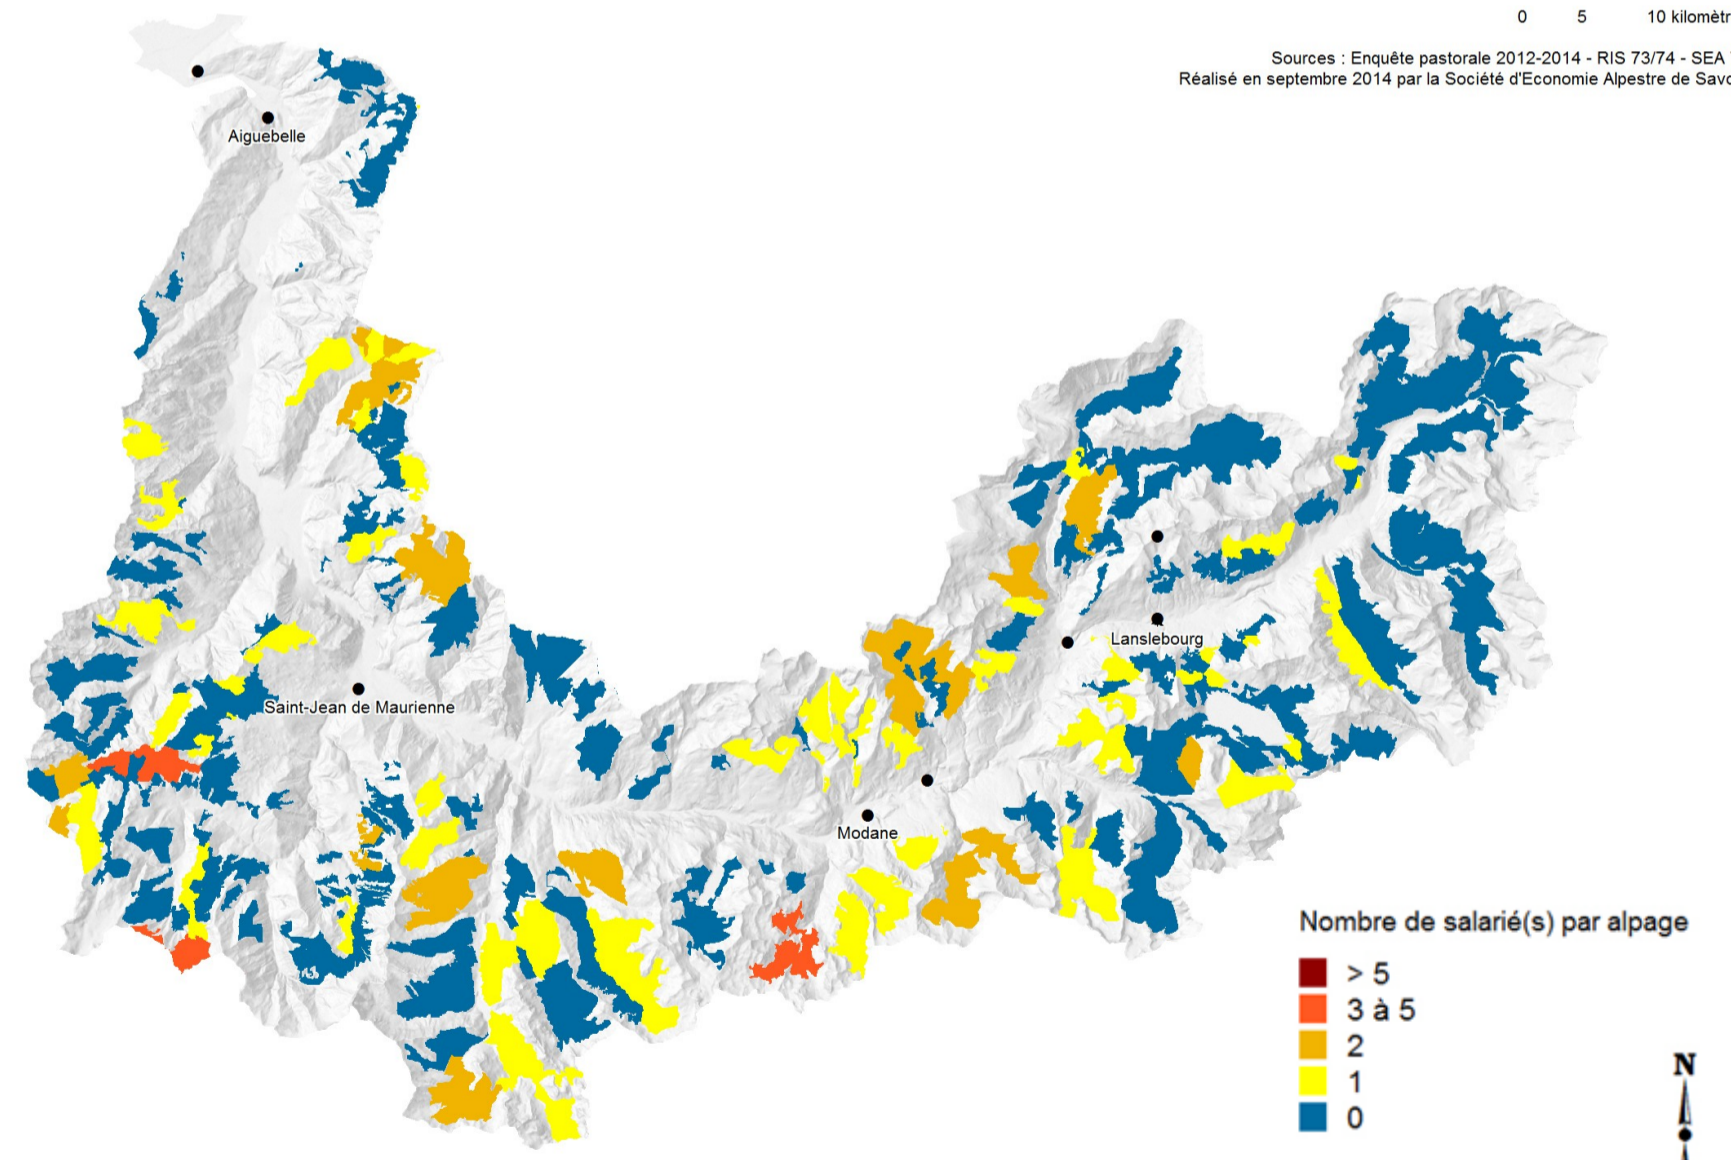 0 5 10 kilomètr
Sources : Enquête pastorale 2012-2014 - RIS 73/74 - SEA
Réalisé en septembre 2014 par la Société d'Economie Alpestre de Savo
Aiguebelle
Lanslebourg
Saint-Jean de Maurienne
Modane
Nombre de salarié(s) par alpage
> 5
3 à 5
2
1
0
N